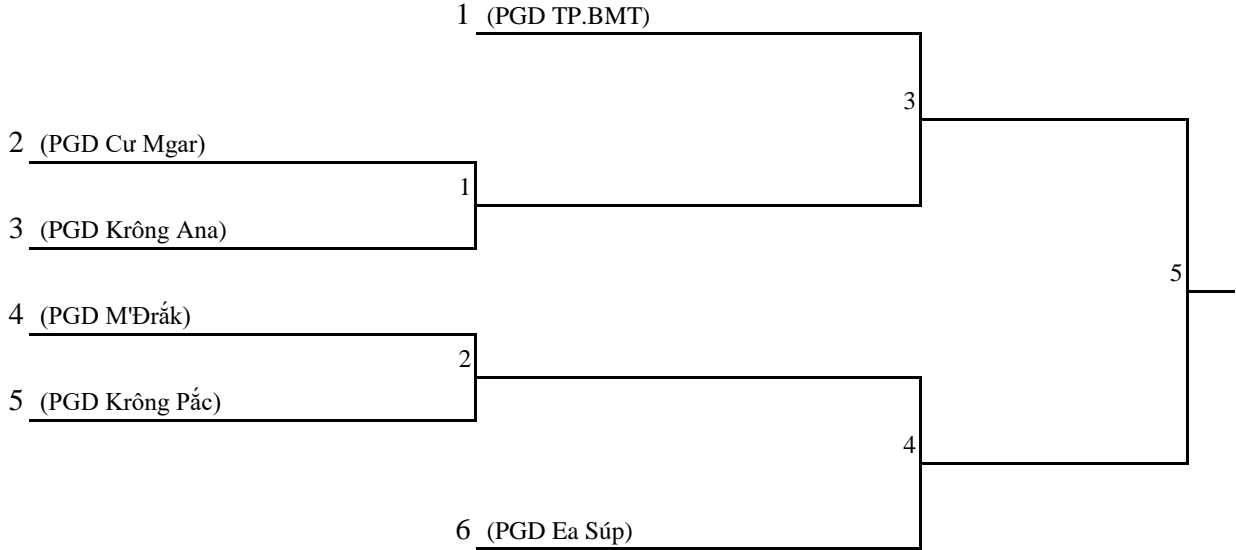 1 (PGD TP.BMT)
3
2 (PGD Cư Mgar)
1
3 (PGD Krông Ana)
5
4 (PGD M'Đrắk)
2
5 (PGD Krông Pắc)
4
6 (PGD Ea Súp)